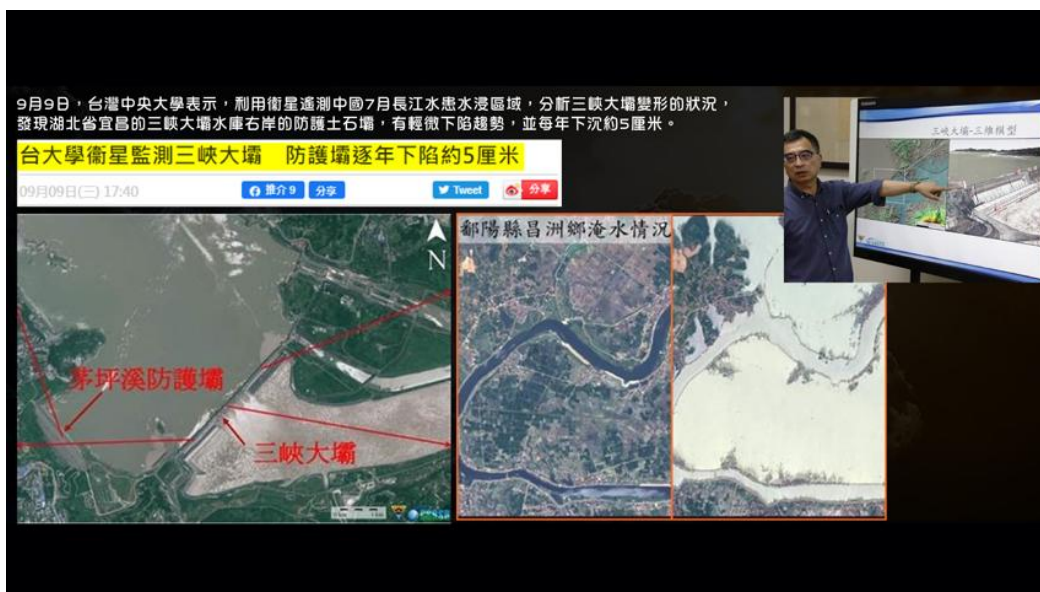 9月9日，台灣中央大學表示，利用衞星遙測中國7月長江水患水浸區域，分析三峽大壩變形的狀況，
發現湖北省宜昌的三峽大壩水庫右岸的防護土石壩，有輕微下陷趨勢，並每年下沉約5厘米。
台大學衞星監測三峽大壩　防護壩逐年下陷約5厘米
09月09日(三) 17:40
推介 9
分享
Tweet
分享
三峽大壩-三維模型
鄱陽縣昌洲鄉淹水情況
N
茅坪溪防護壩
三峽大壩